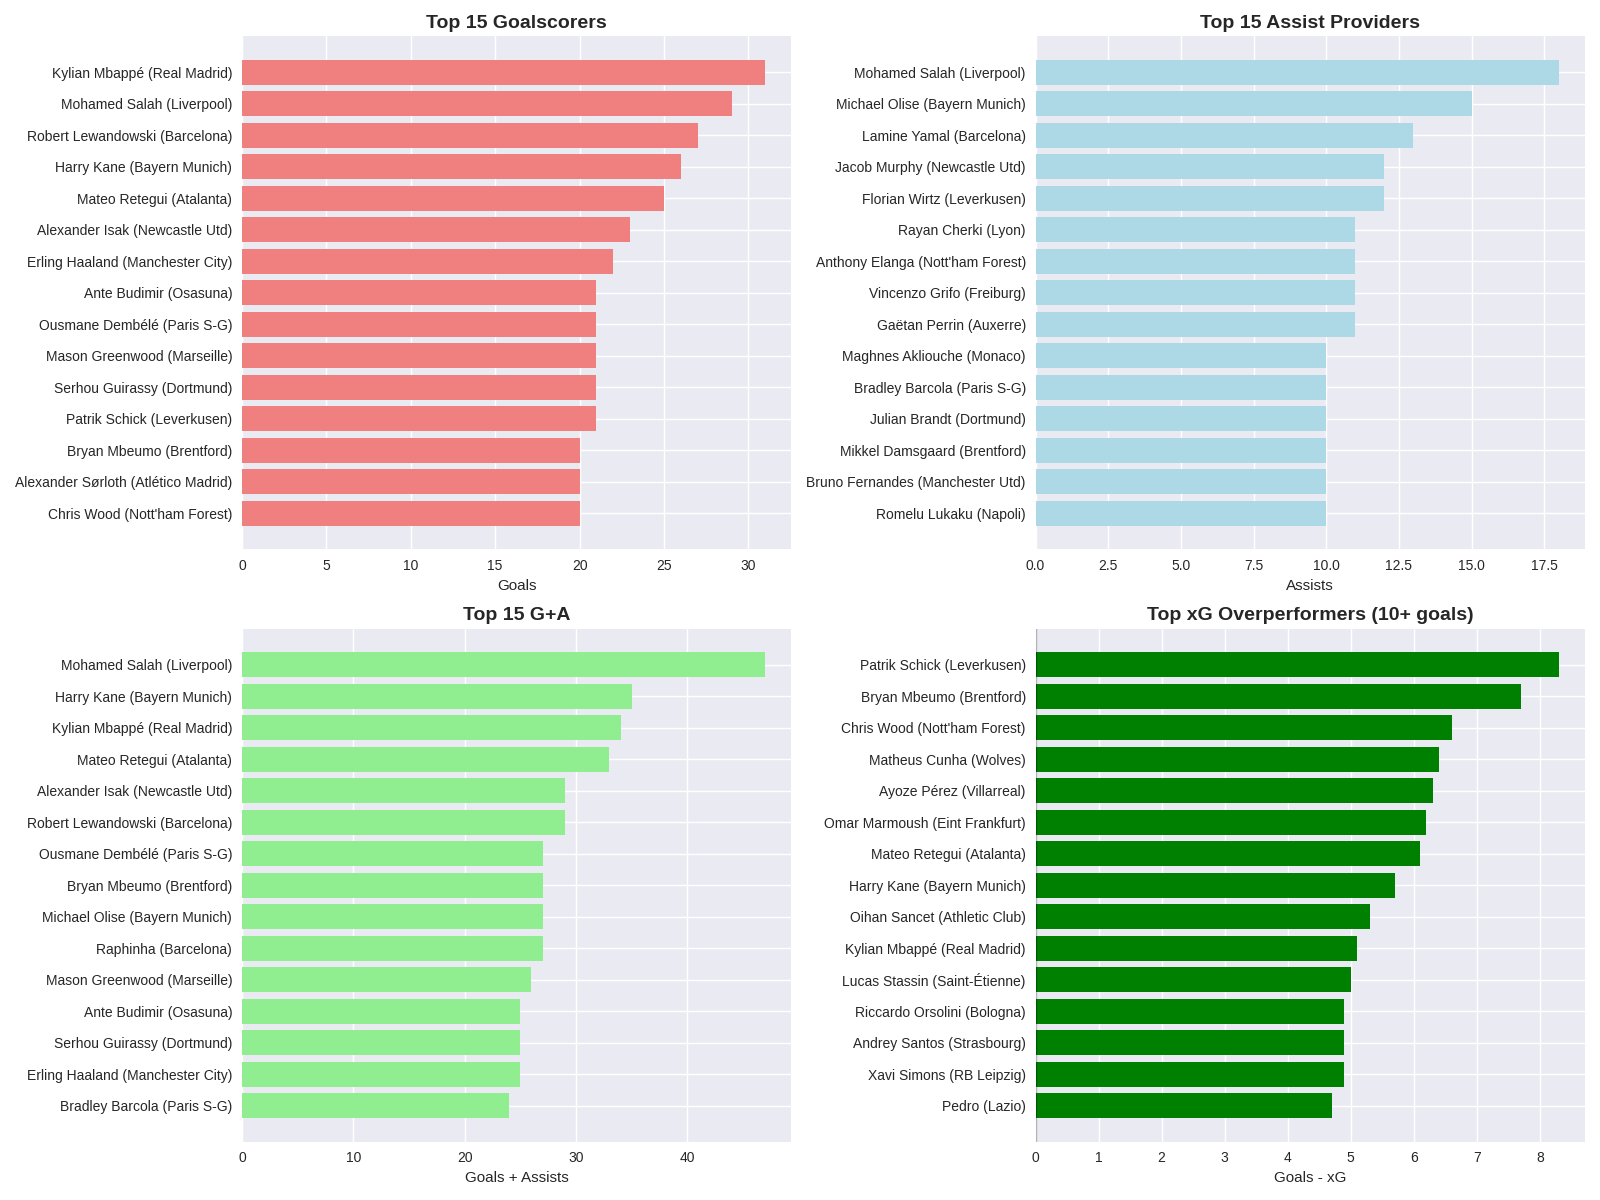 Top 15 Goalscorers
Kylian Mbappé (Real Madrid)
Mohamed Salah (Liverpool)
Robert Lewandowski (Barcelona)
Harry Kane (Bayern Munich)
Mateo Retegui (Atalanta)
Alexander Isak (Newcastle Utd)
Erling Haaland (Manchester City)
Ante Budimir (Osasuna)
Ousmane Dembélé (Paris S-G)
Mason Greenwood (Marseille)
Serhou Guirassy (Dortmund)
Patrik Schick (Leverkusen)
Bryan Mbeumo (Brentford)
Alexander Sørloth (Atlético Madrid)
Chris Wood (Nott'ham Forest)
0 5 10 15 20 25 30
Goals
Top 15 Assist Providers
Mohamed Salah (Liverpool)
Michael Olise (Bayern Munich)
Lamine Yamal (Barcelona)
Jacob Murphy (Newcastle Utd)
Florian Wirtz (Leverkusen)
Rayan Cherki (Lyon)
Anthony Elanga (Nott'ham Forest)
Vincenzo Grifo (Freiburg)
Gaëtan Perrin (Auxerre)
Maghnes Akliouche (Monaco)
Bradley Barcola (Paris S-G)
Julian Brandt (Dortmund)
Mikkel Damsgaard (Brentford)
Bruno Fernandes (Manchester Utd)
Romelu Lukaku (Napoli)
0.0 2.5 5.0 7.5 10.0 12.5 15.0 17.5
Assists
Top 15 G+A
Mohamed Salah (Liverpool)
Harry Kane (Bayern Munich)
Kylian Mbappé (Real Madrid)
Mateo Retegui (Atalanta)
Alexander Isak (Newcastle Utd)
Robert Lewandowski (Barcelona)
Ousmane Dembélé (Paris S-G)
Bryan Mbeumo (Brentford)
Michael Olise (Bayern Munich)
Raphinha (Barcelona)
Mason Greenwood (Marseille)
Ante Budimir (Osasuna)
Serhou Guirassy (Dortmund)
Erling Haaland (Manchester City)
Bradley Barcola (Paris S-G)
0 10 20 30 40
Goals + Assists
Top xG Overperformers (10+ goals)
Patrik Schick (Leverkusen)
Bryan Mbeumo (Brentford)
Chris Wood (Nott'ham Forest)
Matheus Cunha (Wolves)
Ayoze Pérez (Villarreal)
Omar Marmoush (Eint Frankfurt)
Mateo Retegui (Atalanta)
Harry Kane (Bayern Munich)
Oihan Sancet (Athletic Club)
Kylian Mbappé (Real Madrid)
Lucas Stassin (Saint-Étienne)
Riccardo Orsolini (Bologna)
Andrey Santos (Strasbourg)
Xavi Simons (RB Leipzig)
Pedro (Lazio)
0 1 2 3 4 5 6 7 8
Goals - xG